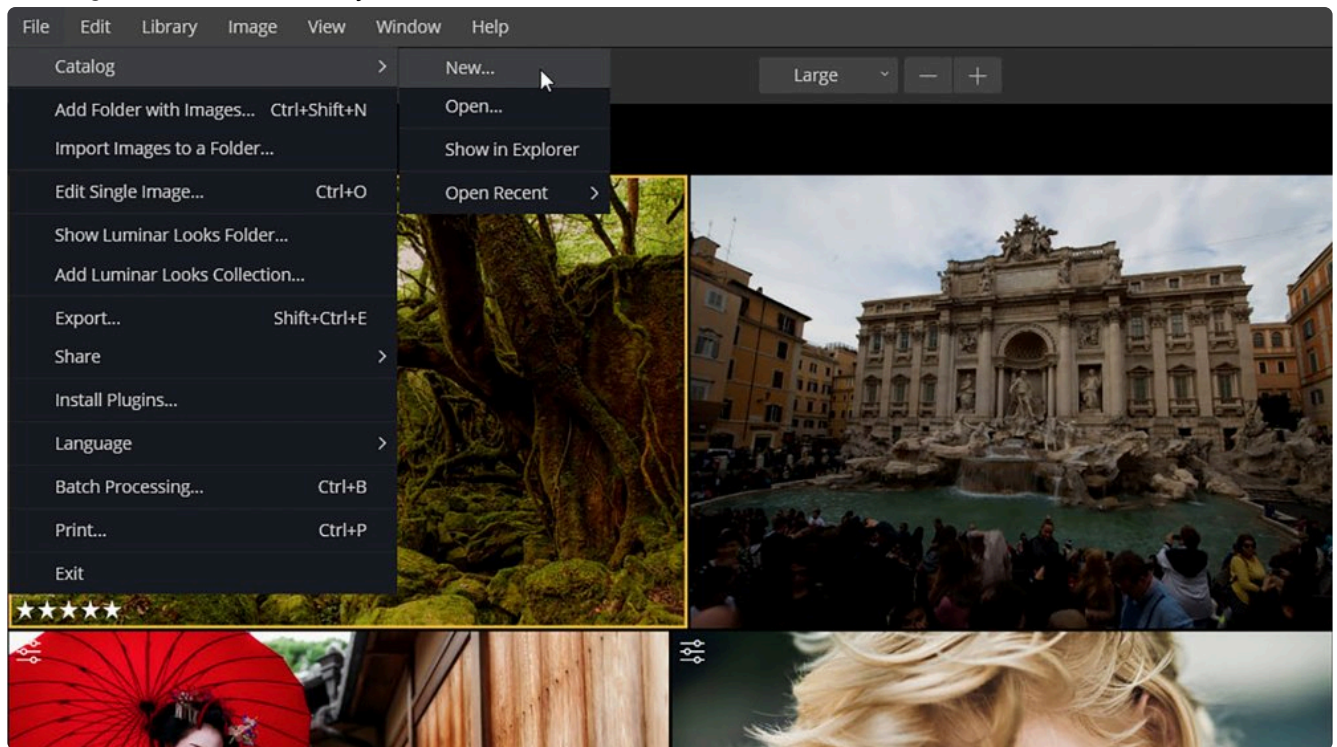 File Edit Library Image View Window Help
Catalog
New...
Large
Open...
Add Folder with Images... Ctrl+Shift+N
Import Images to a Folder...
Show in Explorer
Edit Single Image... Ctrl+O
Open Recent
Show Luminar Looks Folder...
Add Luminar Looks Collection...
Export... Shift+Ctrl+E
Share
Install Plugins...
Language
Batch Processing... Ctrl+B
Print... Ctrl+P
Exit